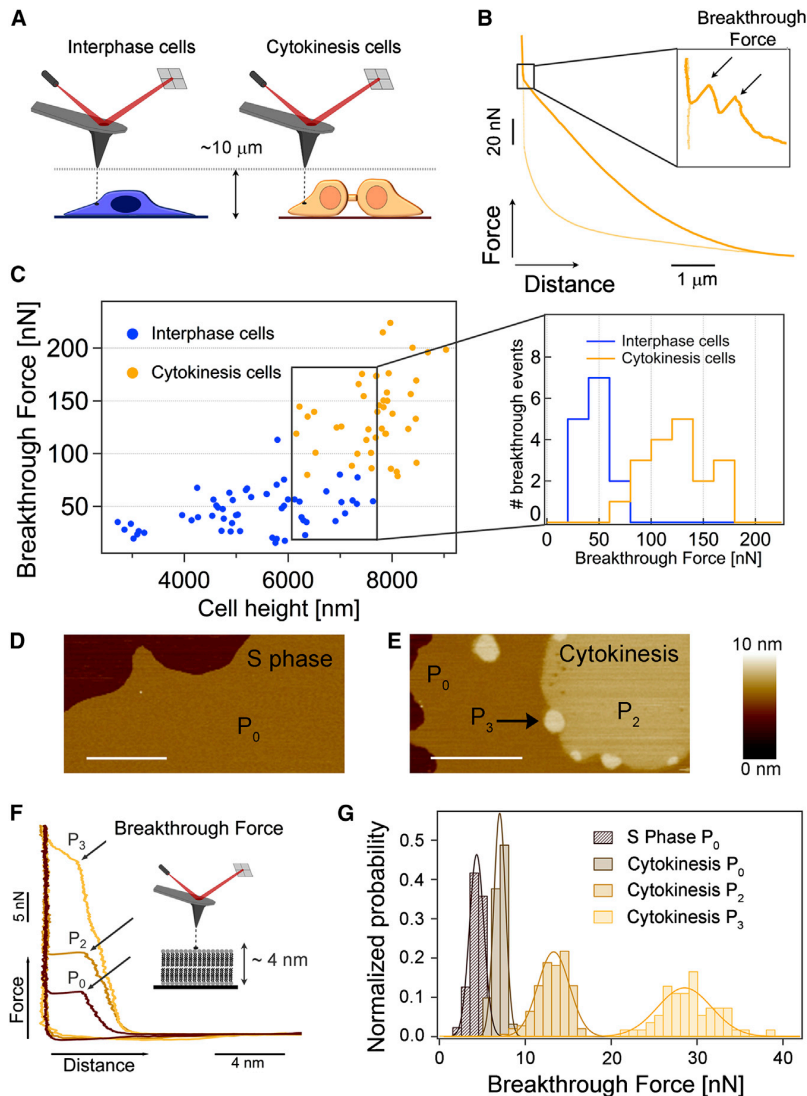 A
Interphase cells
Cytokinesis cells
~10 μm
B
Breakthrough
Force
20 nN
Force
Distance
1 μm
C
Breakthrough Force [nN]
200
150
100
50
Interphase cells
Cytokinesis cells
4000 6000 8000
Cell height [nm]
# breakthrough events
8
6
4
2
0
Interphase cells
Cytokinesis cells
0 50 100 150 200
Breakthrough Force [nN]
D
S phase
P0
E
Cytokinesis
P0
P3
P2
10 nm
0 nm
F
Breakthrough Force
P3
P2
P0
5 nN
Force
~ 4 nm
Distance
4 nm
G
Normalized probability
0.5
0.4
0.3
0.2
0.1
0.0
S Phase P0
Cytokinesis P0
Cytokinesis P2
Cytokinesis P3
0 10 20 30 40
Breakthrough Force [nN]